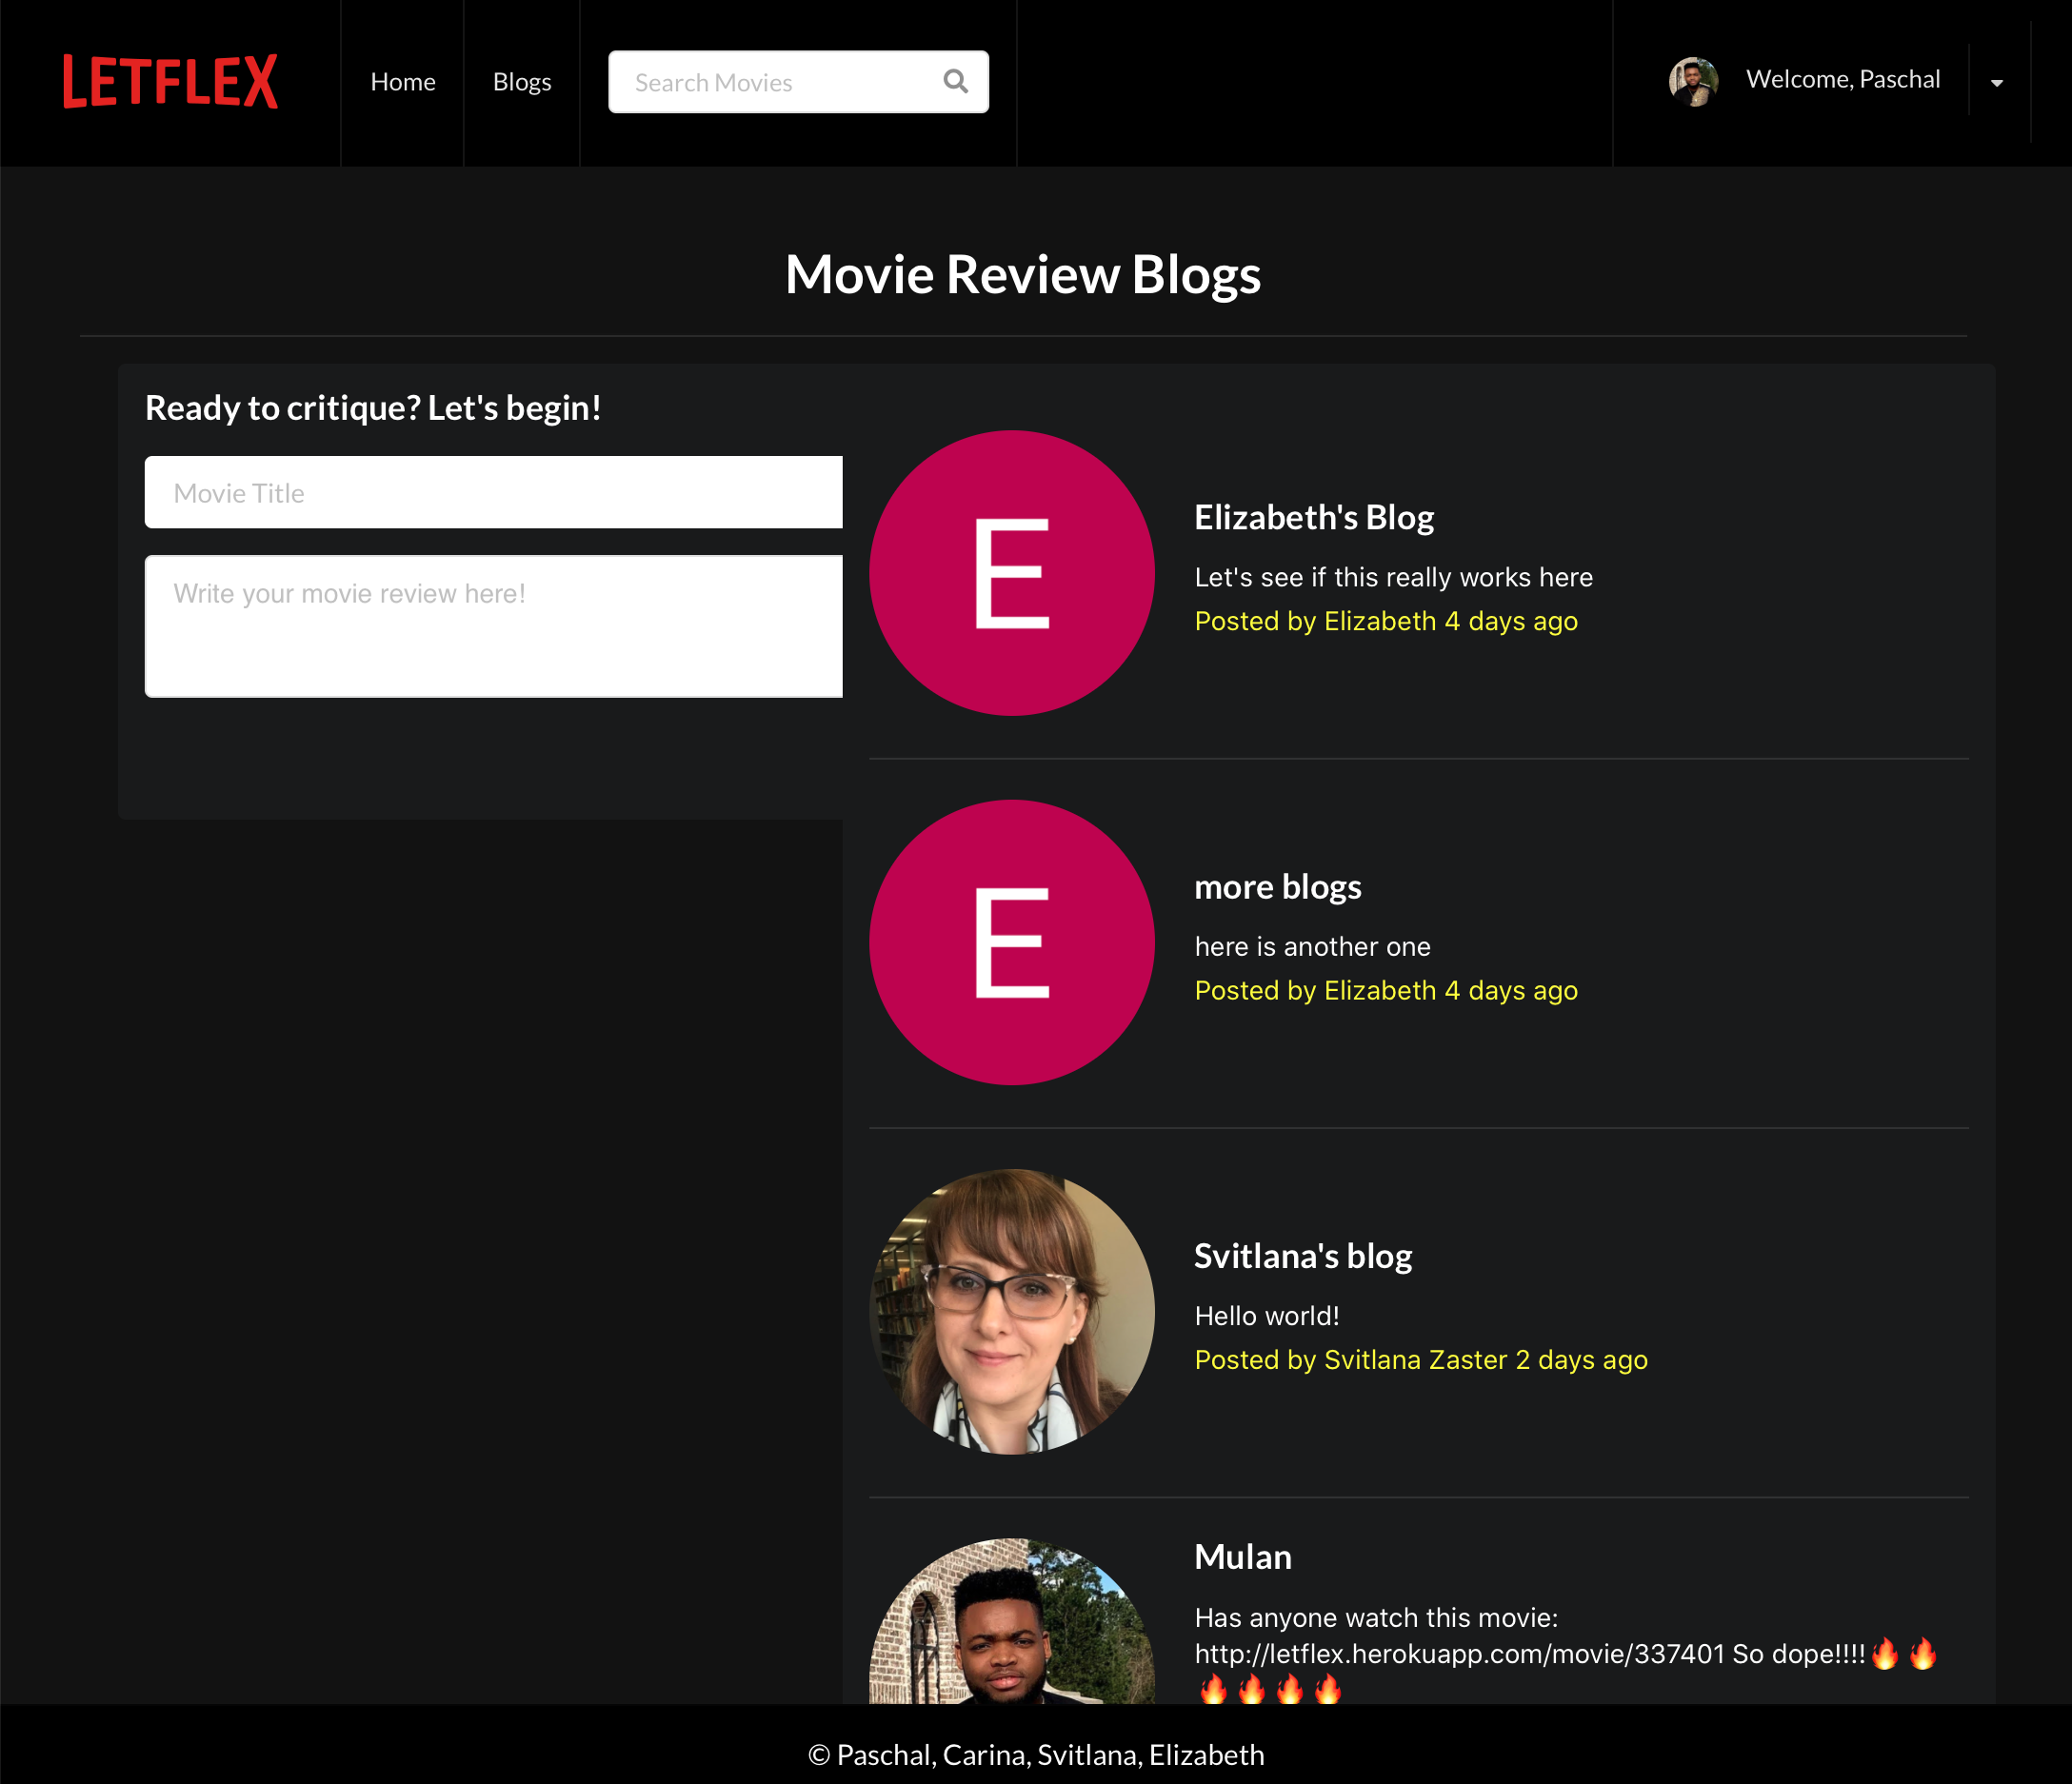 LETFLEX
Home
Blogs
Search Movies
Welcome, Paschal
Movie Review Blogs
Ready to critique? Let's begin!
Movie Title
Write your movie review here!
E
Elizabeth's Blog
Let's see if this really works here
Posted by Elizabeth 4 days ago
E
more blogs
here is another one
Posted by Elizabeth 4 days ago
Svitlana's blog
Hello world!
Posted by Svitlana Zaster 2 days ago
Mulan
Has anyone watch this movie:
http://letflex.herokuapp.com/movie/337401 So dope!!!!🔥🔥
🔥🔥🔥🔥
© Paschal, Carina, Svitlana, Elizabeth